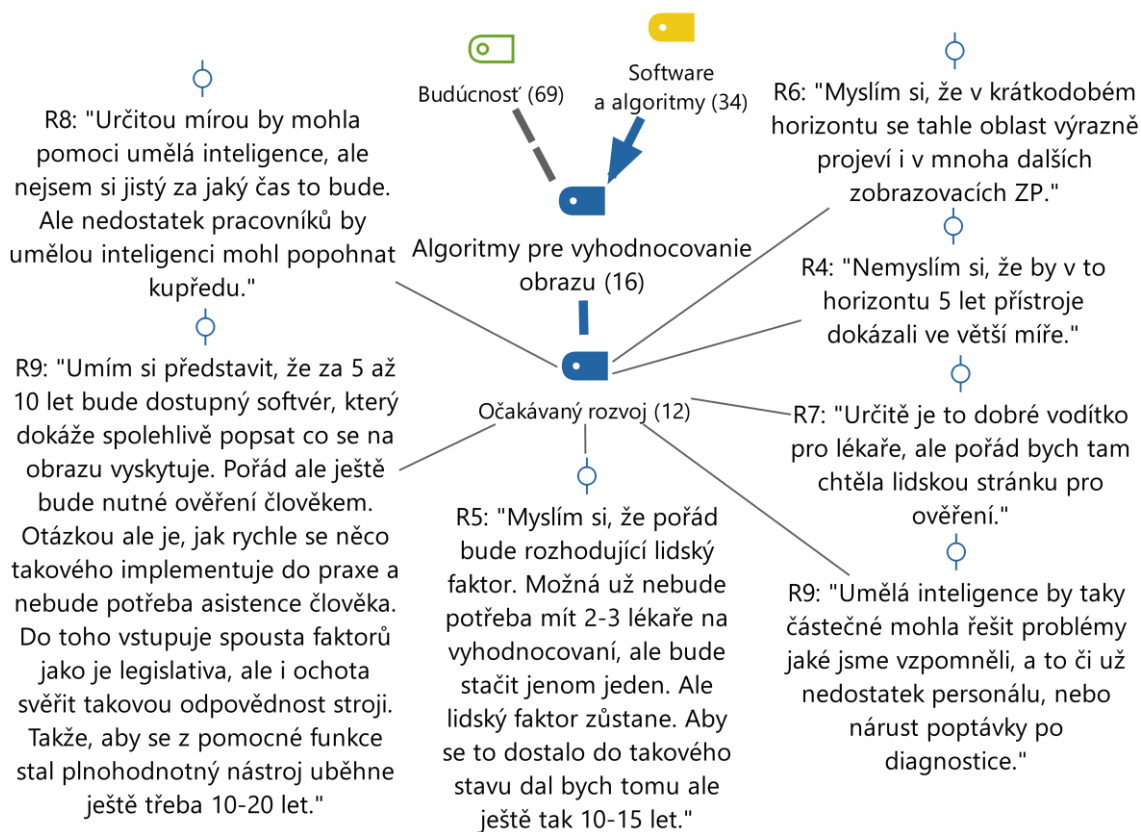 Budúcnosť (69)
Software
a algoritmy (34)
Algoritmy pre vyhodnocovanie
obrazu (16)
Očakávaný rozvoj (12)
R8: "Určitou mírou by mohla
pomoci umělá inteligence, ale
nejsem si jistý za jaký čas to bude.
Ale nedostatek pracovníků by
umělou inteligenci mohl popohnat
kupředu."
R9: "Umím si představit, že za 5 až
10 let bude dostupný softvér, který
dokáže spolehlivě popsat co se na
obrazu vyskytuje. Pořád ale ještě
bude nutné ověření člověkem.
Otázkou ale je, jak rychle se něco
takového implementuje do praxe a
nebude potřeba asistence člověka.
Do toho vstupuje spousta faktorů
jako je legislativa, ale i ochota
svěřit takovou odpovědnost stroji.
Takže, aby se z pomocné funkce
stal plnohodnotný nástroj uběhne
ještě třeba 10-20 let."
R5: "Myslím si, že pořád
bude rozhodující lidský
faktor. Možná už nebude
potřeba mít 2-3 lékaře na
vyhodnocovaní, ale bude
stačit jenom jeden. Ale
lidský faktor zůstane. Aby
se to dostalo do takového
stavu dal bych tomu ale
ještě tak 10-15 let."
R6: "Myslím si, že v krátkodobém
horizontu se tahle oblast výrazně
projeví i v mnoha dalších
zobrazovacích ZP."
R4: "Nemyslím si, že by v to
horizontu 5 let přístroje
dokázali ve větší míře."
R7: "Určitě je to dobré vodítko
pro lékaře, ale pořád bych tam
chtěla lidskou stránku pro
ověření."
R9: "Umělá inteligence by taky
částečné mohla řešit problémy
jaké jsme vzpomněli, a to či už
nedostatek personálu, nebo
nárust poptávky po
diagnostice."